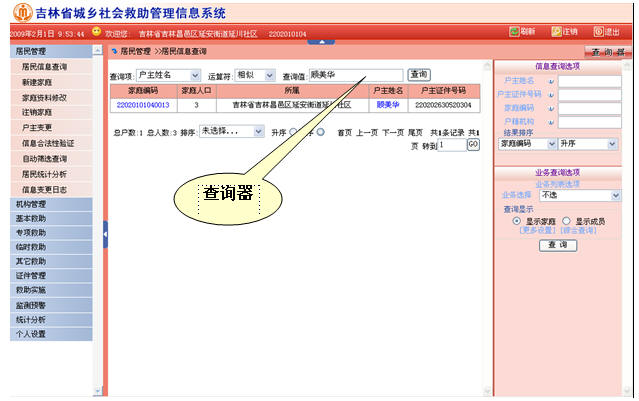 吉林省城乡社会救助管理信息系统
2009年2月1日 9:53:44 欢迎您: 吉林省吉林昌邑区延安街道延川社区 2202010104 刷新 注销 退出
居民管理
居民信息查询
新建家庭
家庭资料修改
注销家庭
户主变更
信息合法性验证
自动筛选查询
居民统计分析
信息变更日志
机构管理
基本救助
专项救助
临时救助
其它救助
证件管理
救助实施
监测预警
统计分析
个人设置
居民管理 >>居民信息查询
查询项: 户主姓名 运算符: 相似 查询值: 顾美华 查询
家庭编码 家庭人口 所属 户主姓名 户主证件号码
22020101040013 3 吉林省吉林昌邑区延安街道延川社区 顾美华 220202630520304
总户数:1 总人数:3 排序: 未选择... 升序 序 首页 上一页 下一页 尾页 共1条记录 共1
页 转到 1 GO
查询器
查 询 器
信息查询选项
户主姓名
户主证件号码
家庭编码
户籍机构
结果排序
家庭编码 升序
业务查询选项
业务列表选项
业务选择 不选
查询显示
显示家庭 显示成员
[更多设置] [综合查询]
查 询